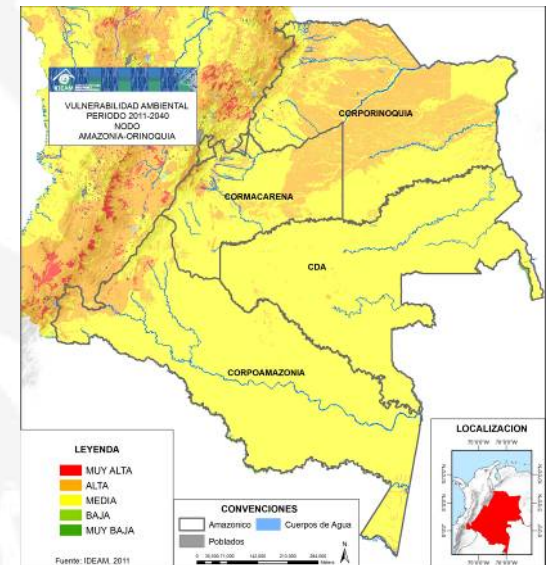 IDEAM
VULNERABILIDAD AMBIENTAL
PERIODO 2011-2040
NODO
AMAZONIA-ORINOQUIA
CORPORINOQUIA
CORMACARENA
CDA
CORPOAMAZONIA
LEYENDA
MUY ALTA
ALTA
MEDIA
BAJA
MUY BAJA
Fuente: IDEAM, 2011
CONVENCIONES
Amazonico
Cuerpos de Agua
Poblados
N
LOCALIZACION